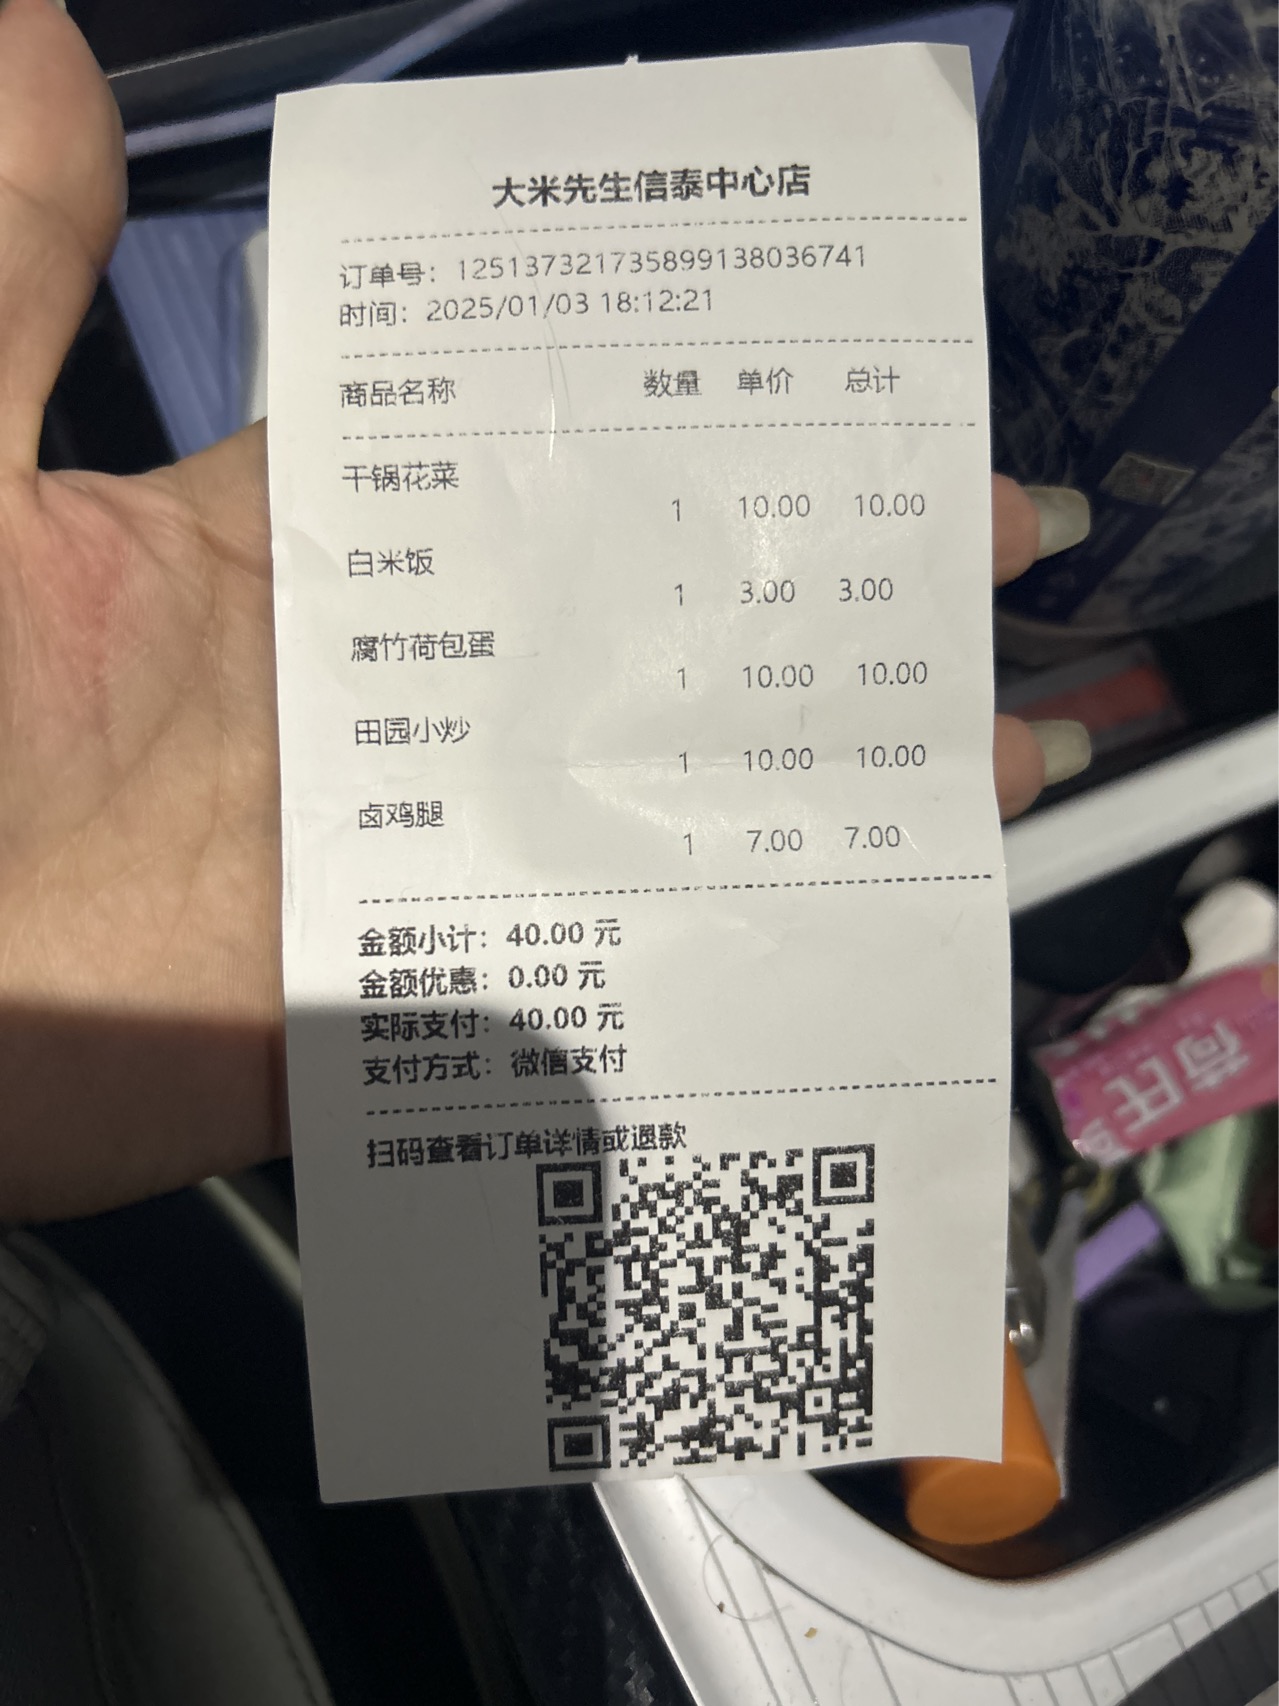 大米先生信泰中心店
订单号：12513732173589913803​6741
时间：2025/01/03 18:12:21
商品名称 数量 单价 总计
干锅花菜
1 10.00 10.00
白米饭
1 3.00 3.00
腐竹荷包蛋
1 10.00 10.00
田园小炒
1 10.00 10.00
卤鸡腿
1 7.00 7.00
金额小计：40.00 元
金额优惠：0.00 元
实际支付：40.00 元
支付方式：微信支付
扫码查看订单详情或退款